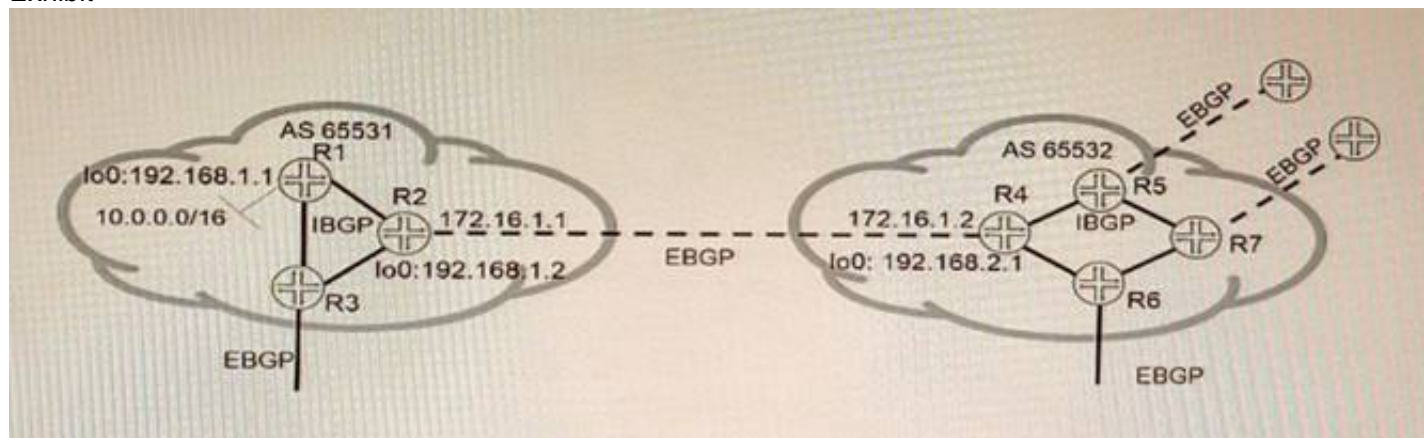 AS 65531
R1
lo0:192.168.1.1
10.0.0.0/16
IBGP
R2
172.16.1.1
lo0:192.168.1.2
R3
EBGP
EBGP
AS 65532
R4
172.16.1.2
lo0: 192.168.2.1
R5
IBGP
R7
R6
EBGP
EBGP
EBGP